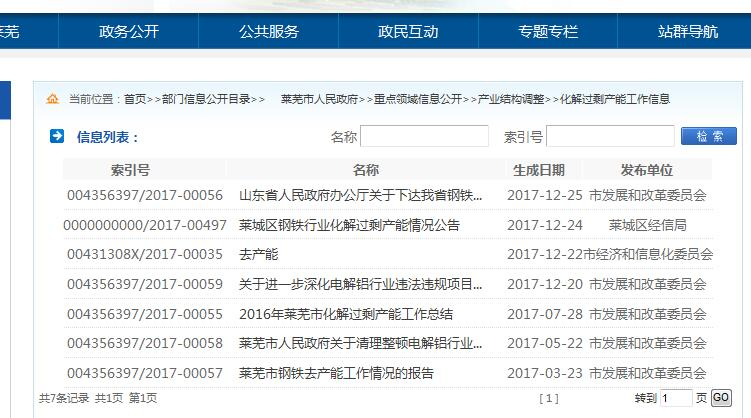 莱芜 政务公开 公共服务 政民互动 专题专栏 站群导航
当前位置：首页>>部门信息公开目录>> 莱芜市人民政府>>重点领域信息公开>>产业结构调整>>化解过剩产能工作信息
信息列表： 名称 索引号 检 索
索引号 名称 生成日期 发布单位
004356397/2017-00056 山东省人民政府办公厅关于下达我省钢铁... 2017-12-25 市发展和改革委员会
0000000000/2017-00497 莱城区钢铁行业化解过剩产能情况公告 2017-12-24 莱城区经信局
00431308X/2017-00035 去产能 2017-12-22 市经济和信息化委员会
004356397/2017-00059 关于进一步深化电解铝行业违法违规项目... 2017-12-20 市发展和改革委员会
004356397/2017-00055 2016年莱芜市化解过剩产能工作总结 2017-07-28 市发展和改革委员会
004356397/2017-00058 莱芜市人民政府关于清理整顿电解铝行业... 2017-05-22 市发展和改革委员会
004356397/2017-00057 莱芜市钢铁去产能工作情况的报告 2017-03-23 市发展和改革委员会
共7条记录 共1页 第1页 [1] 转到 1 页 GO